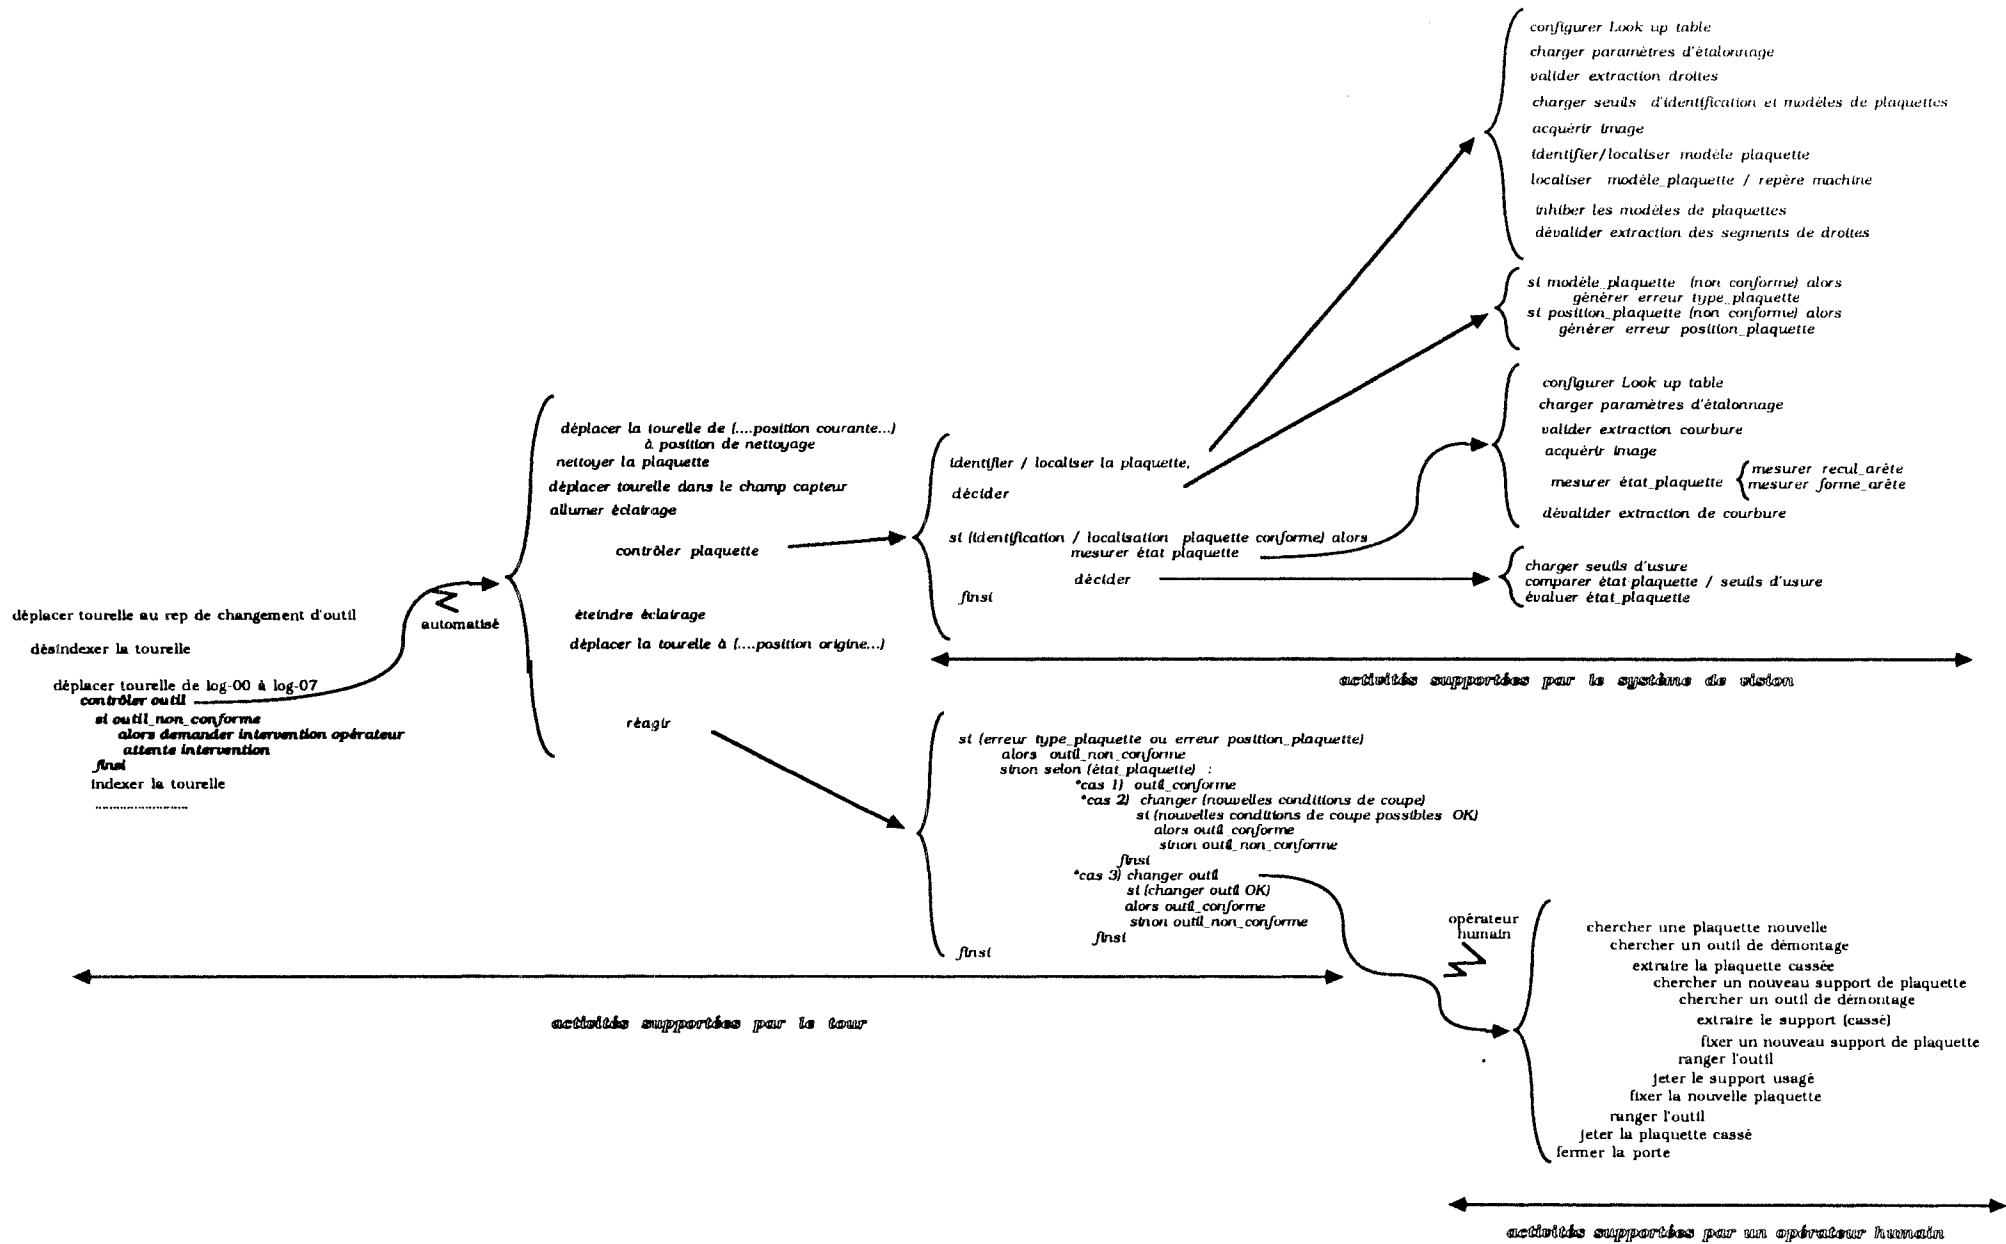 déplacer tourelle au rep de changement d'outil
désindexer la tourelle
déplacer tourelle de log-00 à log-07
contrôler outil
si outil_non_conforme
alors demander intervention opérateur
attente intervention
finsi
indexer la tourelle
........................
automatisé
déplacer la tourelle de (....position courante...)
à position de nettoyage
nettoyer la plaquette
déplacer tourelle dans le champ capteur
allumer éclairage
contrôler plaquette
éteindre éclairage
déplacer la tourelle à (....position origine...)
réagir
identifier / localiser la plaquette,
décider
si (identification / localisation plaquette conforme) alors
mesurer état plaquette
décider
finsi
configurer Look up table
charger paramètres d'étalonnage
valider extraction droites
charger seuils d'identification et modèles de plaquettes
acquérir image
identifier/localiser modèle plaquette
localiser modèle_plaquette / repère machine
inhiber les modèles de plaquettes
dévalider extraction des segments de droites
si modèle_plaquette (non conforme) alors
générer erreur type_plaquette
si position_plaquette (non conforme) alors
générer erreur position_plaquette
configurer Look up table
charger paramètres d'étalonnage
valider extraction courbure
acquérir image
mesurer état_plaquette
mesurer recul_arête
mesurer forme_arête
dévalider extraction de courbure
charger seuils d'usure
comparer état plaquette / seuils d'usure
évaluer état_plaquette
activités supportées par le système de vision
si (erreur type_plaquette ou erreur position_plaquette)
alors outil_non_conforme
sinon selon (état_plaquette) :
*cas 1) outil_conforme
*cas 2) changer (nouvelles conditions de coupe)
si (nouvelles conditions de coupe possibles OK)
alors outil_conforme
sinon outil_non_conforme
finsi
*cas 3) changer outil
si (changer outil OK)
alors outil_conforme
sinon outil_non_conforme
finsi
finsi
activités supportées par le tour
opérateur
humain
chercher une plaquette nouvelle
chercher un outil de démontage
extraire la plaquette cassée
chercher un nouveau support de plaquette
chercher un outil de démontage
extraire le support (cassé)
fixer un nouveau support de plaquette
ranger l'outil
jeter le support usagé
fixer la nouvelle plaquette
ranger l'outil
jeter la plaquette cassé
fermer la porte
activités supportées par un opérateur humain